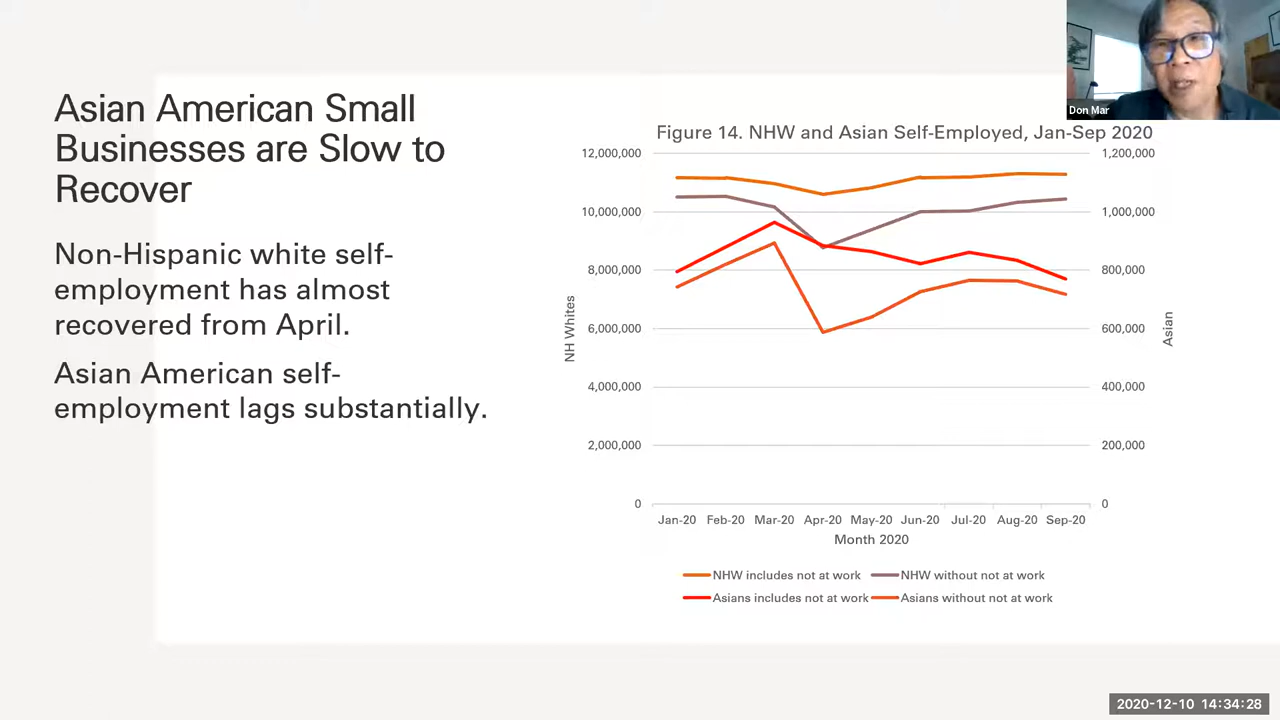 Asian American Small
Businesses are Slow to
Recover
Non-Hispanic white self-
employment has almost
recovered from April.
Asian American self-
employment lags substantially.
Don Mar
Figure 14. NHW and Asian Self-Employed, Jan-Sep 2020
12,000,000
10,000,000
8,000,000
6,000,000
4,000,000
2,000,000
0
NH Whites
1,200,000
1,000,000
800,000
600,000
400,000
200,000
0
Asian
Jan-20 Feb-20 Mar-20 Apr-20 May-20 Jun-20 Jul-20 Aug-20 Sep-20
Month 2020
NHW includes not at work NHW without not at work
Asians includes not at work Asians without not at work
2020-12-10 14:34:28